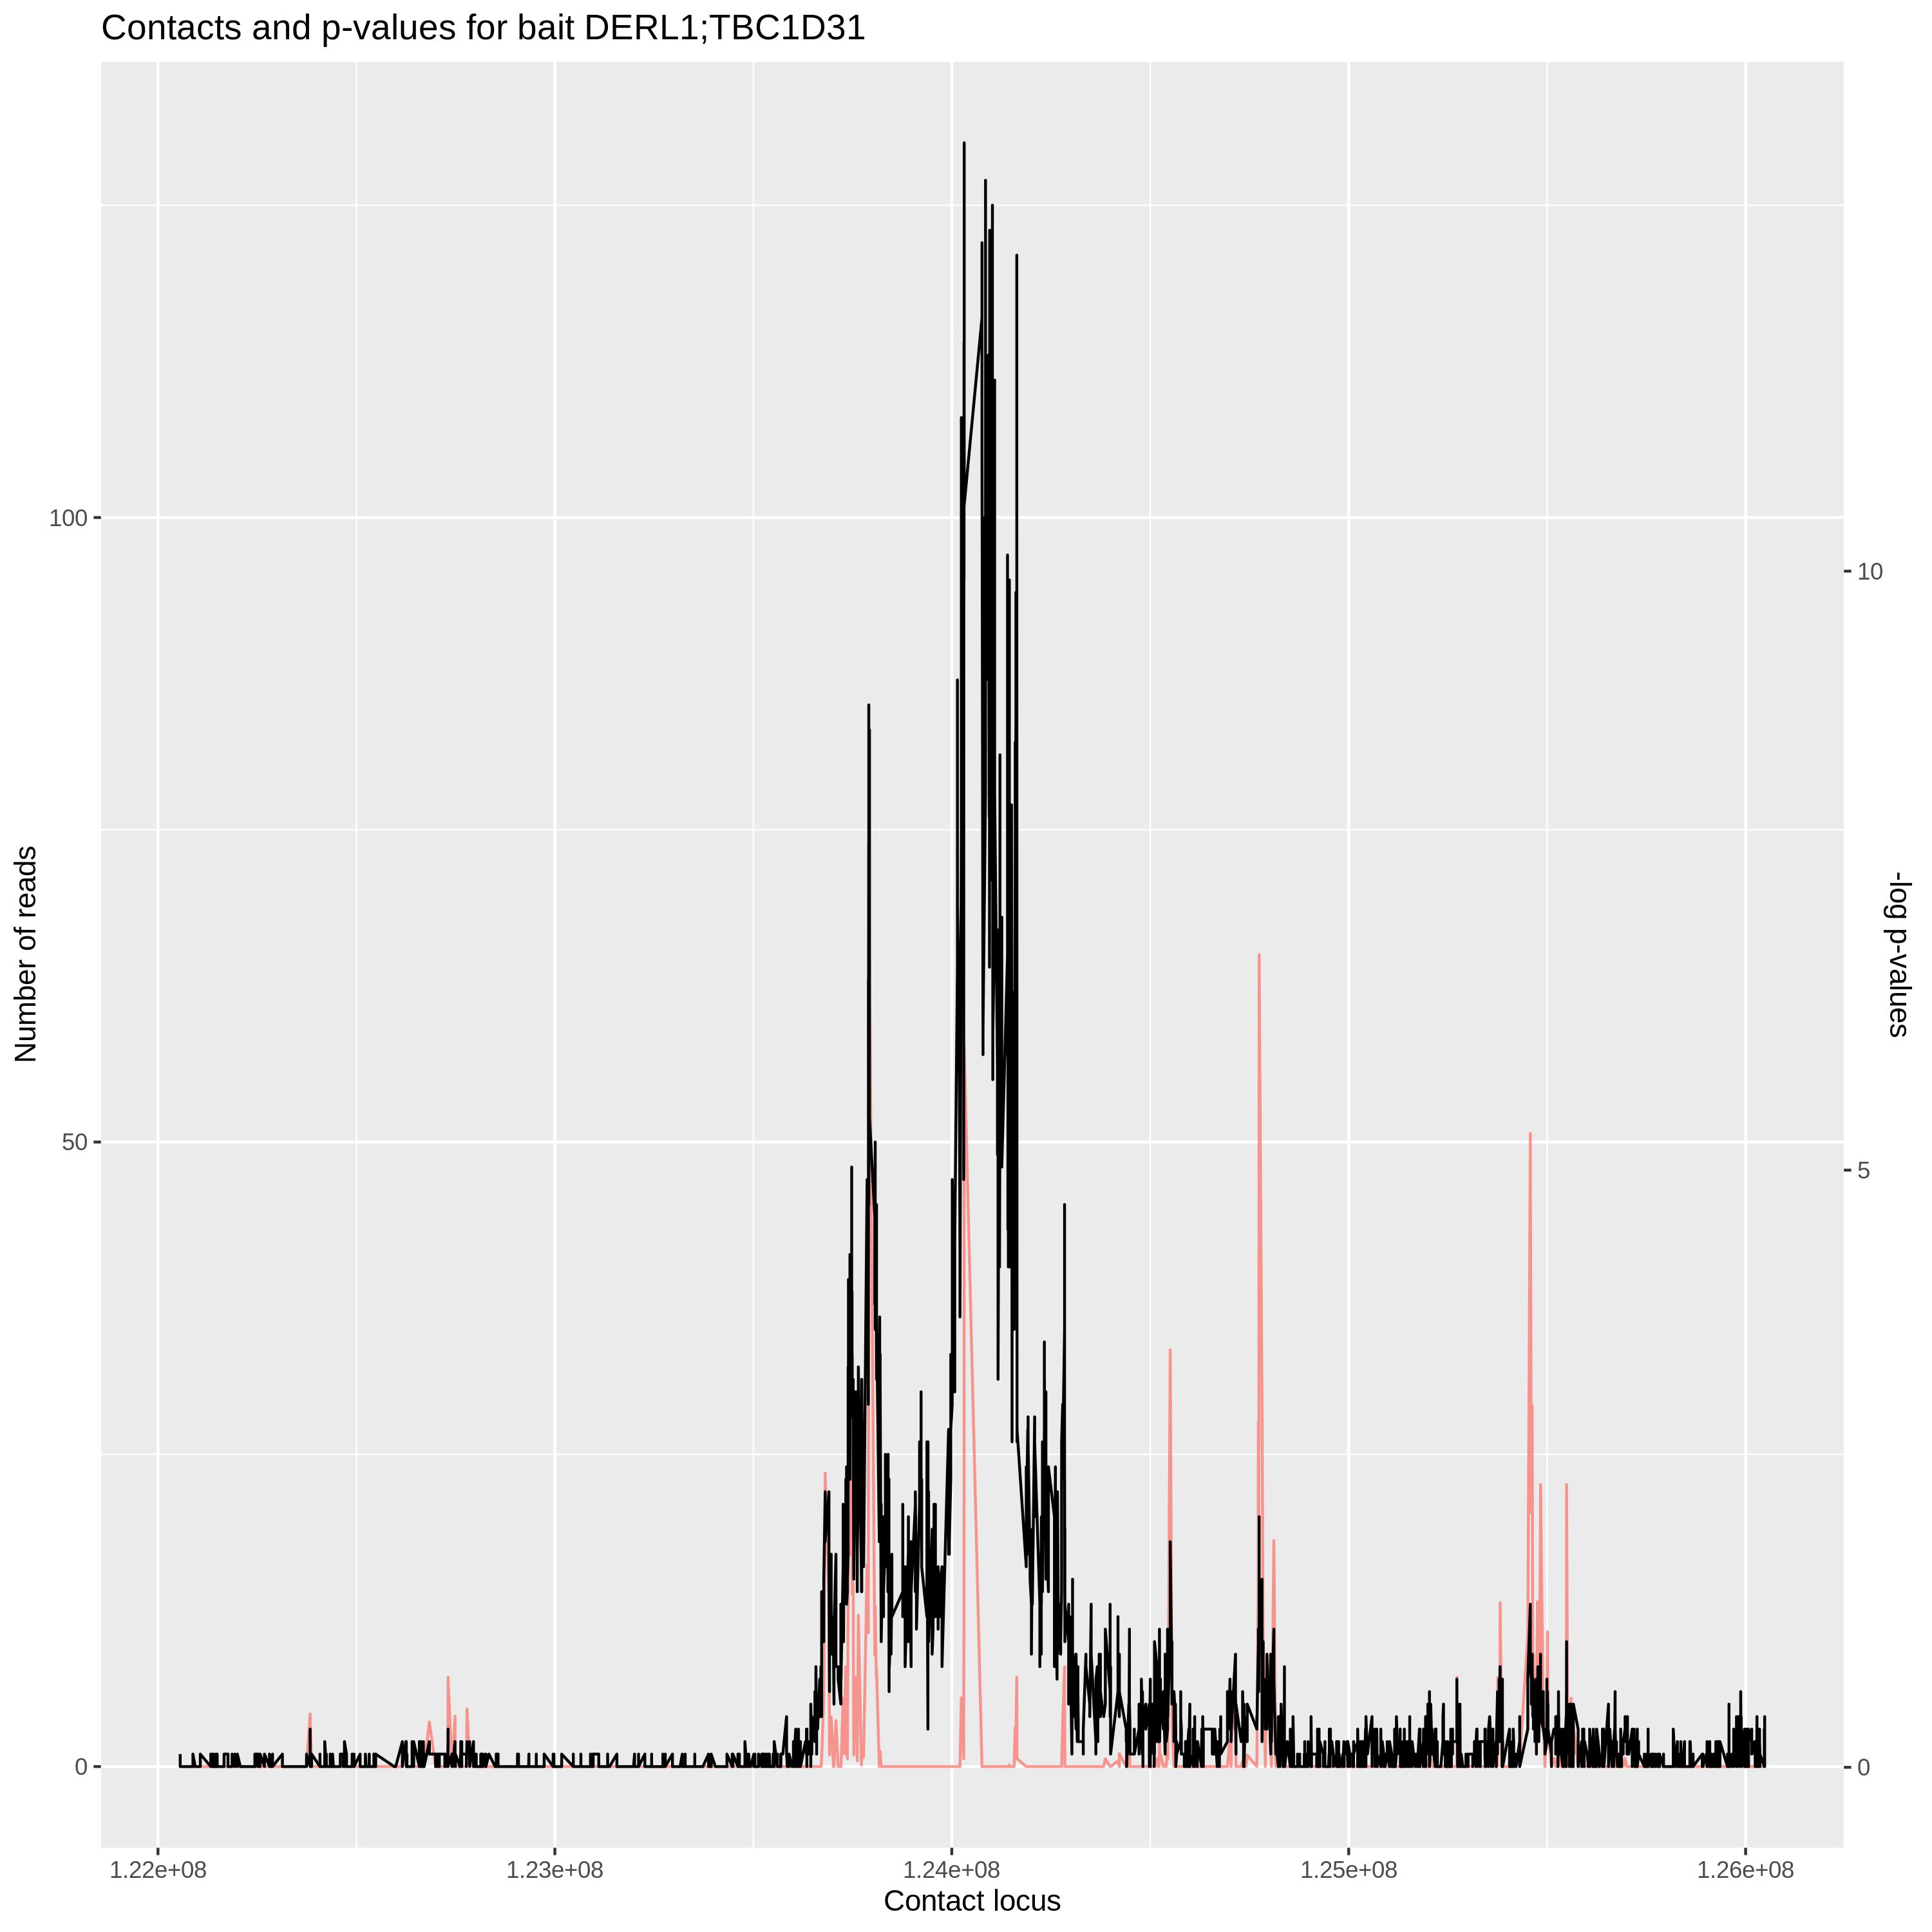 Contacts and p-values for bait DERL1;TBC1D31
Number of reads
100
50
0
10
5
0
-log p-values
1.22e+08
1.23e+08
1.24e+08
1.25e+08
1.26e+08
Contact locus